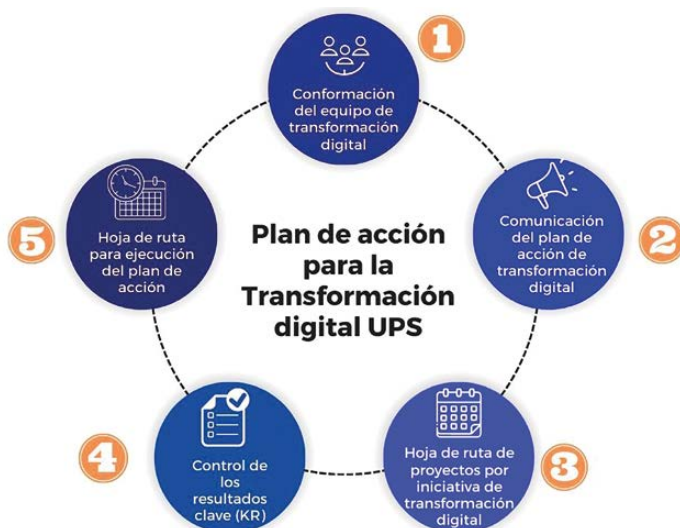 1
Conformación
del equipo de
transformación
digital
2
Comunicación
del plan de
acción de
transformación
digital
3
Hoja de ruta de
proyectos por
iniciativa de
transformación
digital
4
Control de
los
resultados
clave (KR)
5
Hoja de ruta
para ejecución
del plan de
acción
Plan de acción
para la
Transformación
digital UPS